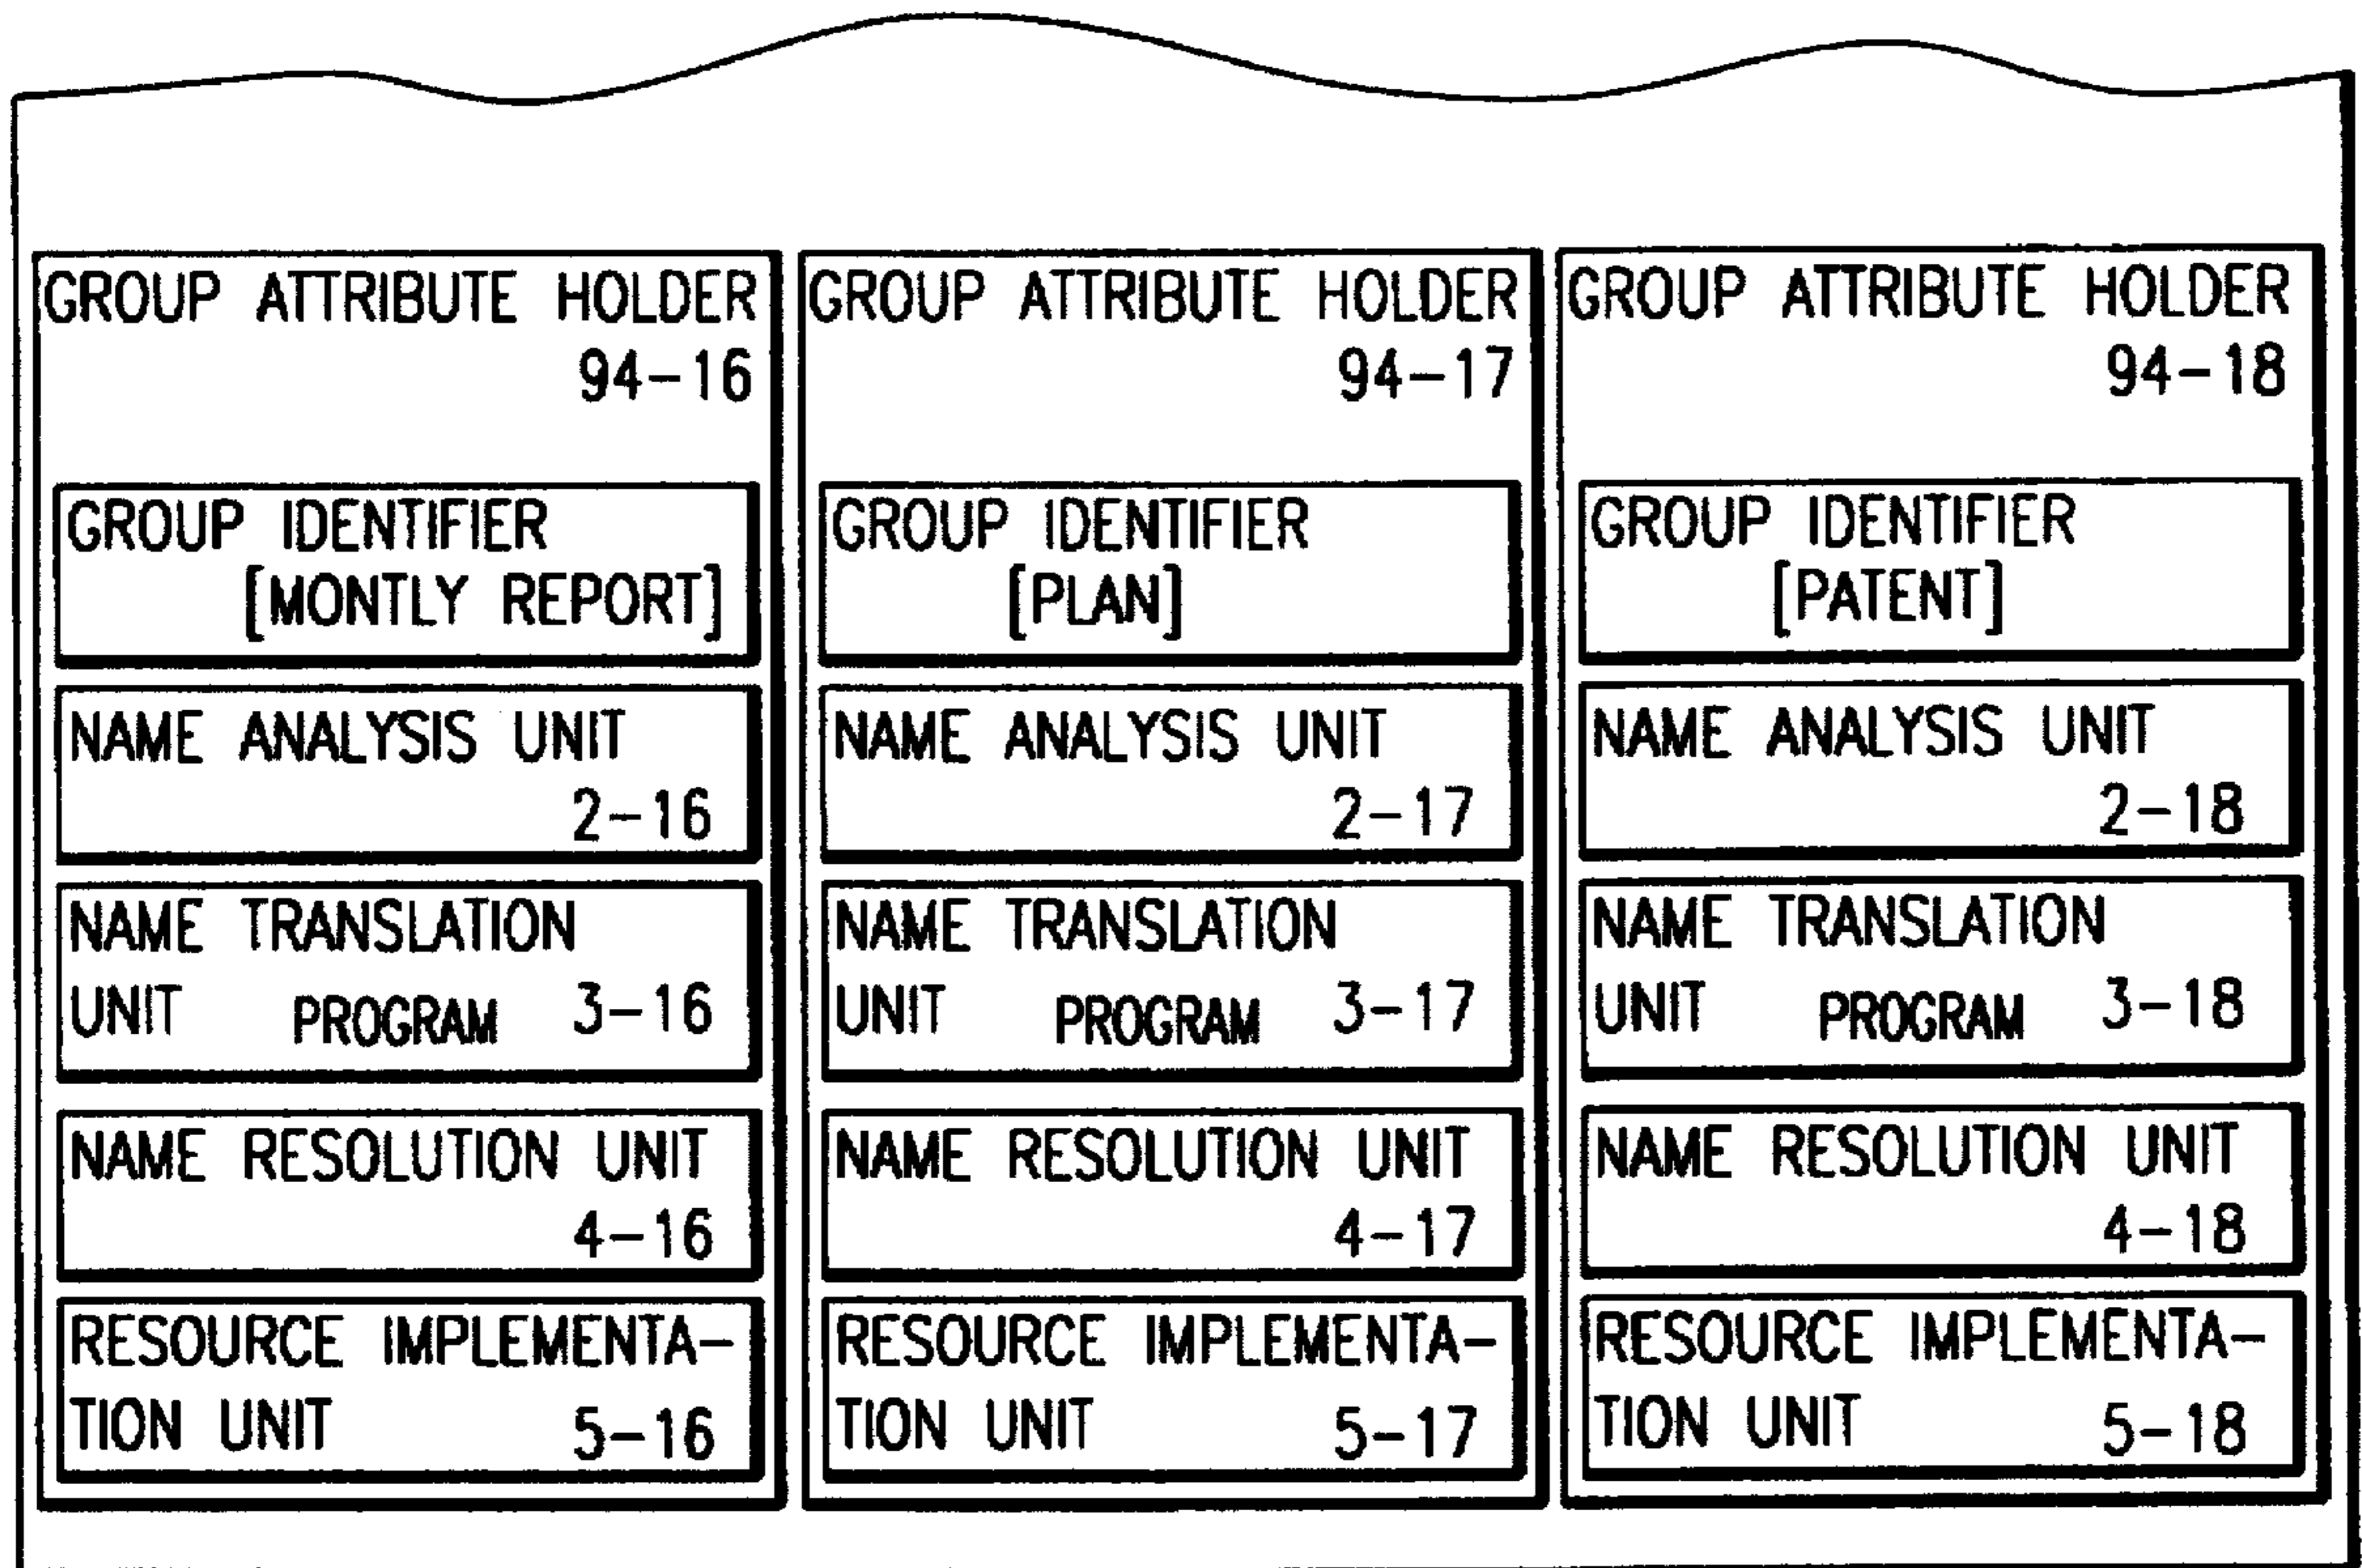 GROUP ATTRIBUTE HOLDER
94-16
GROUP IDENTIFIER
[MONTLY REPORT]
NAME ANALYSIS UNIT
2-16
NAME TRANSLATION
UNIT PROGRAM 3-16
NAME RESOLUTION UNIT
4-16
RESOURCE IMPLEMENTA-
TION UNIT 5-16
GROUP ATTRIBUTE HOLDER
94-17
GROUP IDENTIFIER
[PLAN]
NAME ANALYSIS UNIT
2-17
NAME TRANSLATION
UNIT PROGRAM 3-17
NAME RESOLUTION UNIT
4-17
RESOURCE IMPLEMENTA-
TION UNIT 5-17
GROUP ATTRIBUTE HOLDER
94-18
GROUP IDENTIFIER
[PATENT]
NAME ANALYSIS UNIT
2-18
NAME TRANSLATION
UNIT PROGRAM 3-18
NAME RESOLUTION UNIT
4-18
RESOURCE IMPLEMENTA-
TION UNIT 5-18